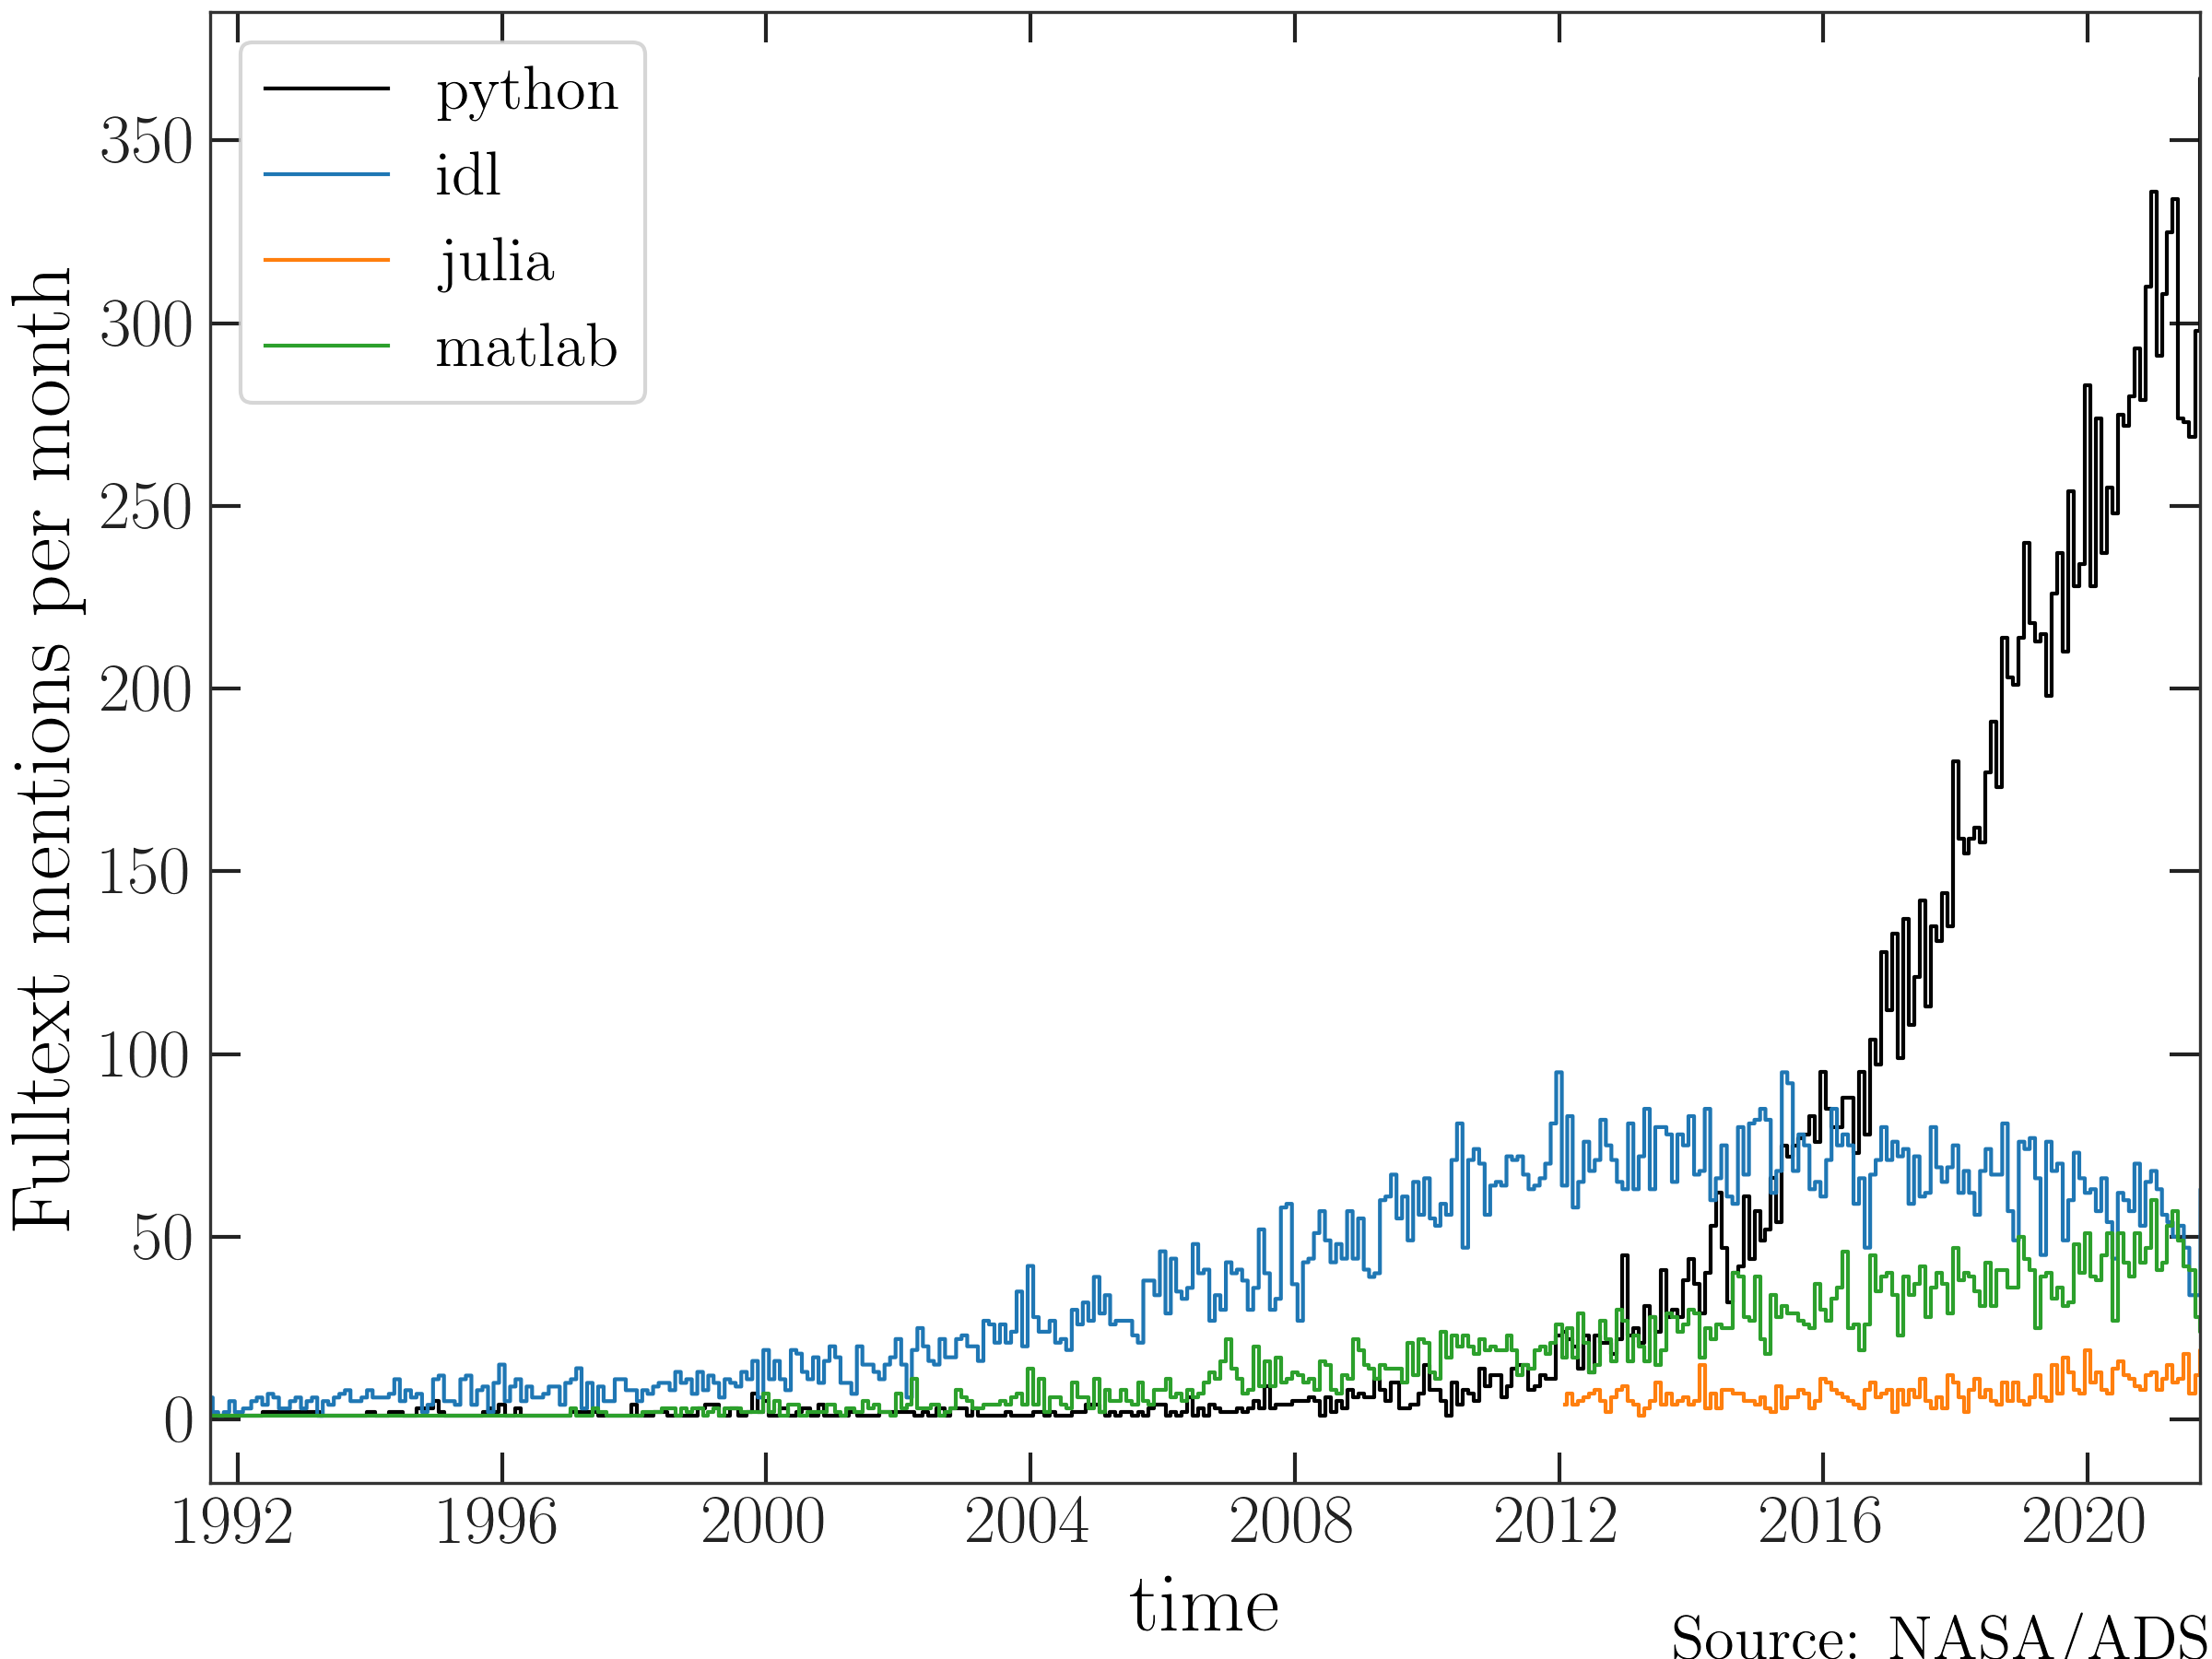 python
idl
julia
matlab
Fulltext mentions per month
350
300
250
200
150
100
50
0
1992 1996 2000 2004 2008 2012 2016 2020
time
Source: NASA/ADS